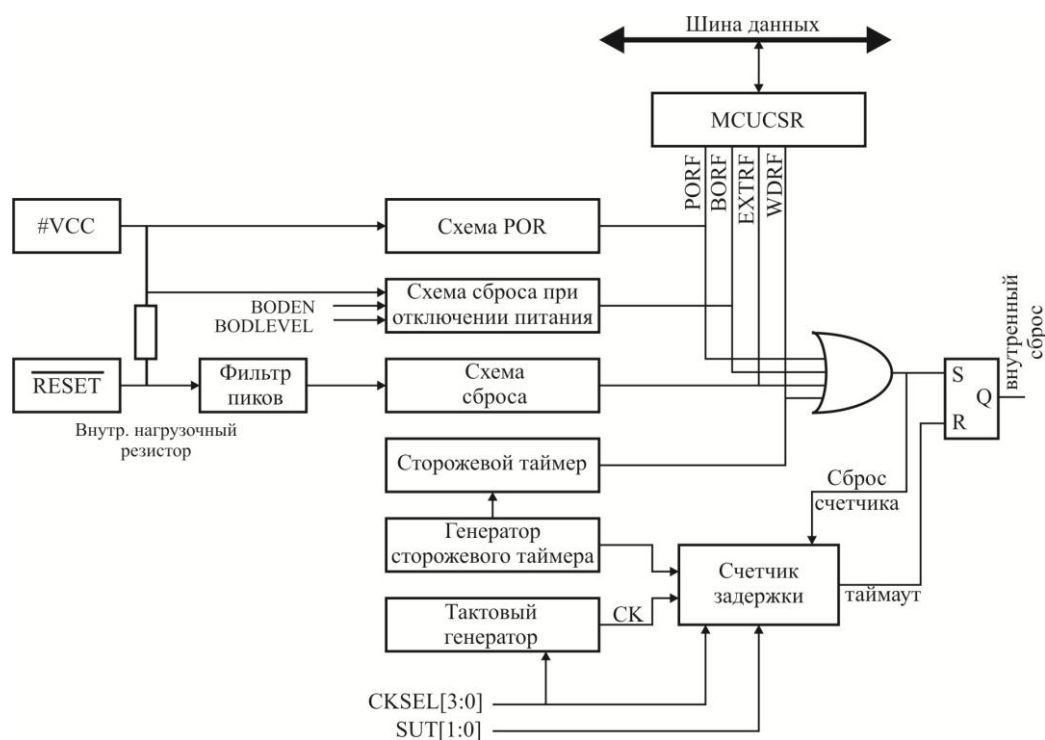 Шина данных
MCUCSR
PORF
BORF
EXTRF
WDRF
#VCC
Схема POR
BODEN
BODLEVEL
Схема сброса при
отключении питания
RESET
Фильтр
пиков
Схема
сброса
S
R
Q
внутренный
сброс
Внутр. нагрузочный
резистор
Сторожевой таймер
Сброс
счетчика
Генератор
сторожевого таймера
Счетчик
задержки
таймаут
Тактовый
генератор
CK
CKSEL[3:0]
SUT[1:0]